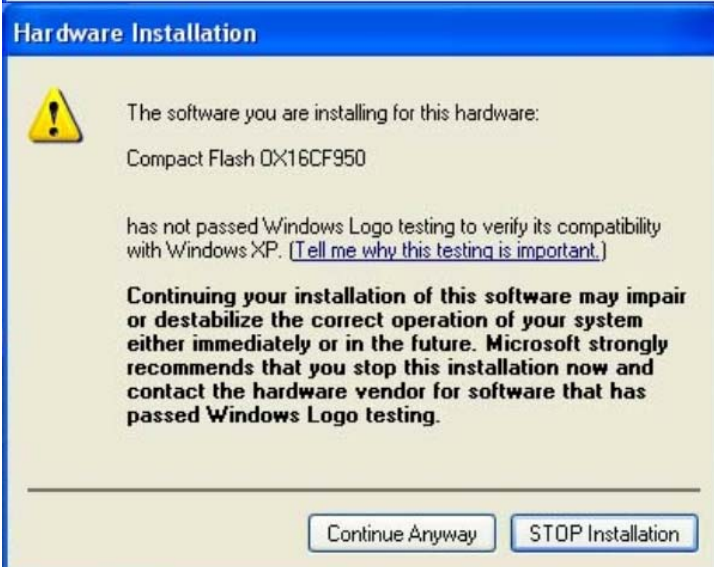 Hardware Installation
The software you are installing for this hardware:
Compact Flash OX16CF950
has not passed Windows Logo testing to verify its compatibility
with Windows XP. (Tell me why this testing is important.)
Continuing your installation of this software may impair
or destabilize the correct operation of your system
either immediately or in the future. Microsoft strongly
recommends that you stop this installation now and
contact the hardware vendor for software that has
passed Windows Logo testing.
Continue Anyway
STOP Installation